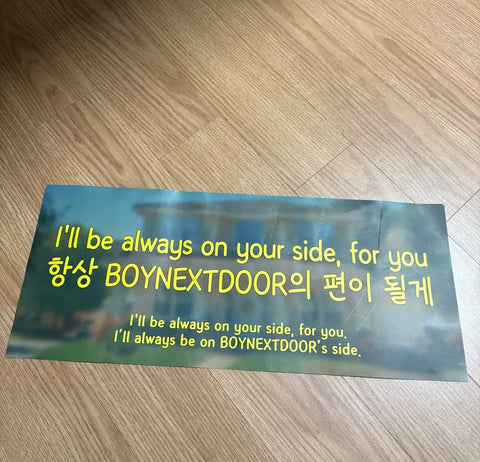 I'll be always on your side, for you
항상 BOYNEXTDOOR의 편이 될게
I'll be always on your side, for you.
I'll always be on BOYNEXTDOOR's side.